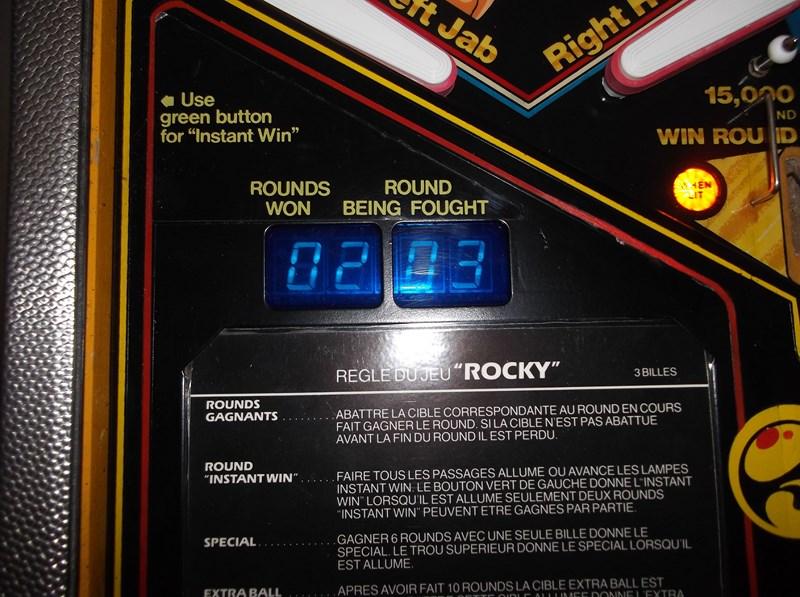 eft Jab
Right H
Use
green button
for "Instant Win"
15,000
ND
WIN ROUND
WHEN
LIT
ROUNDS
WON
ROUND
BEING FOUGHT
02
03
REGLE DU JEU "ROCKY"
3 BILLES
ROUNDS
GAGNANTS ........
ABATTRE LA CIBLE CORRESPONDANTE AU ROUND EN COURS
FAIT GAGNER LE ROUND. SI LA CIBLE N'EST PAS ABATTUE
AVANT LA FIN DU ROUND IL EST PERDU.
ROUND
"INSTANT WIN" .....
FAIRE TOUS LES PASSAGES ALLUME OU AVANCE LES LAMPES
INSTANT WIN. LE BOUTON VERT DE GAUCHE DONNE L'"INSTANT
WIN" LORSQU'IL EST ALLUME SEULEMENT DEUX ROUNDS
"INSTANT WIN" PEUVENT ETRE GAGNES PAR PARTIE.
SPECIAL ............
GAGNER 6 ROUNDS AVEC UNE SEULE BILLE DONNE LE
SPECIAL. LE TROU SUPERIEUR DONNE LE SPECIAL LORSQU'IL
EST ALLUME.
EXTRA BALL ........
APRES AVOIR FAIT 10 ROUNDS LA CIBLE EXTRA BALL EST